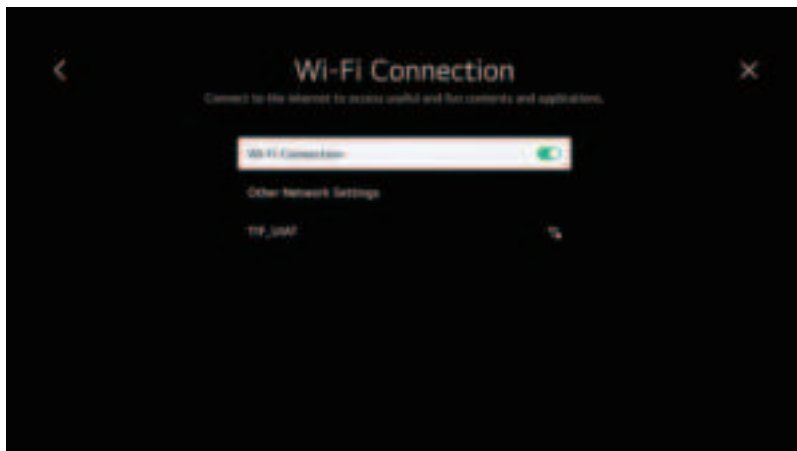 Wi-Fi Connection
Connect to the internet to access useful and fun contents and applications.
Wi-Fi Connection
Other Network Settings